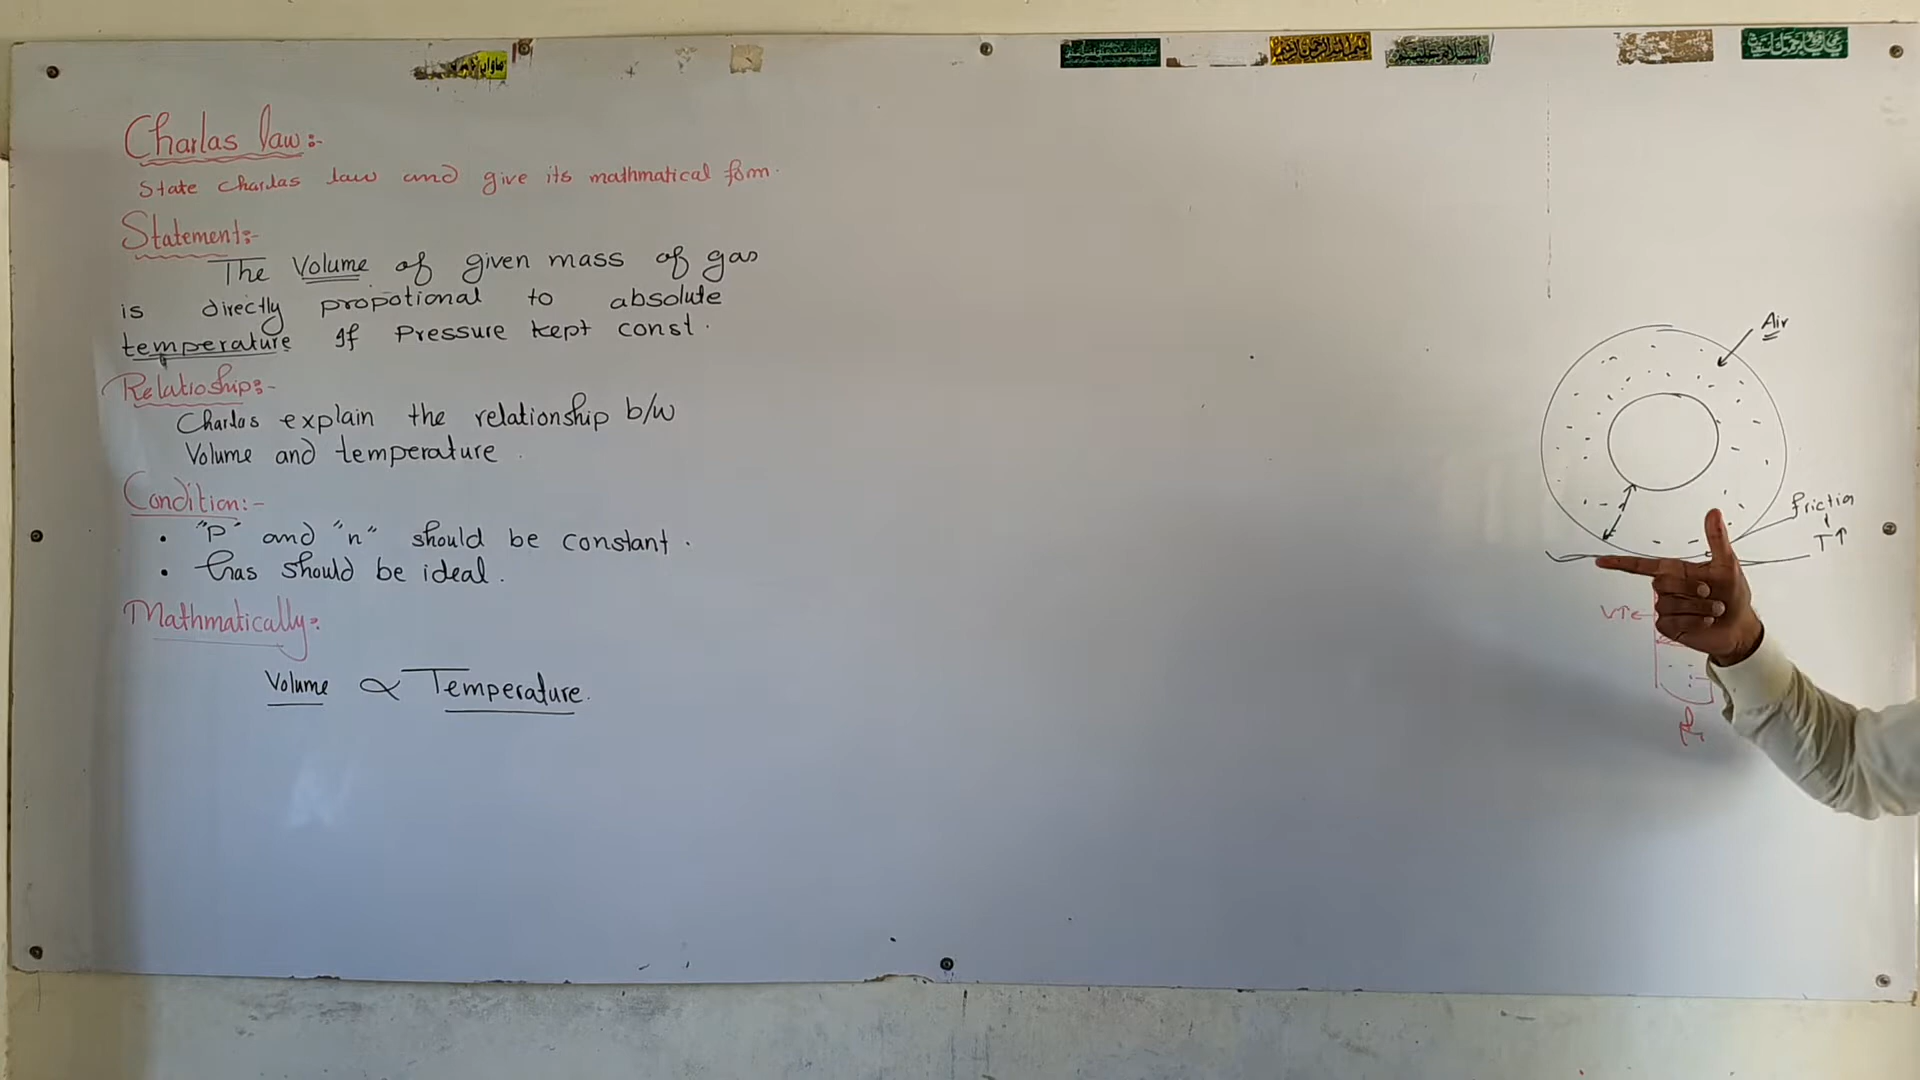 Charlas law:-
State Charlas law and give its mathmatical form.
Statement:-
The Volume of given mass of gas
is directly propotional to absolute
temperature If Pressure kept const.
Relatioship:-
Charlas explain the relationship b/w
Volume and temperature.
Condition:-
• "P" and "n" should be constant.
• Gas should be ideal.
Mathmatically:
Volume ∝ Temperature.
Air
friction
T↑
V↑